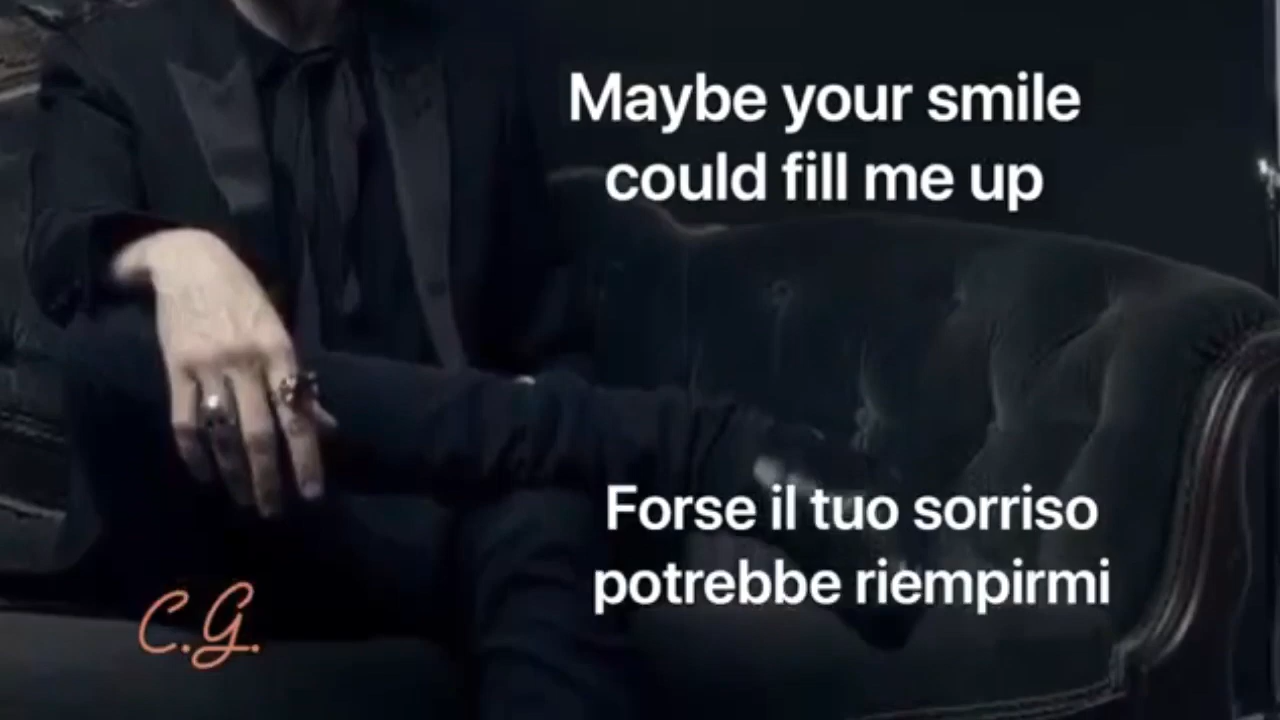 Maybe your smile
could fill me up
Forse il tuo sorriso
potrebbe riempirmi
C.G.